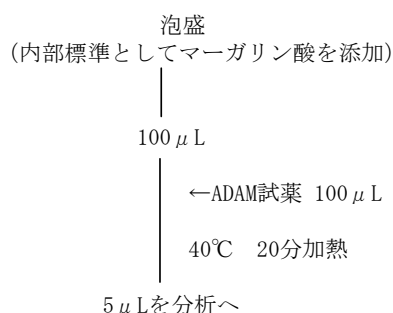 泡盛
(内部標準としてマーガリン酸を添加)
100μL
←ADAM試薬 100μL
40℃ 20分加熱
5μLを分析へ